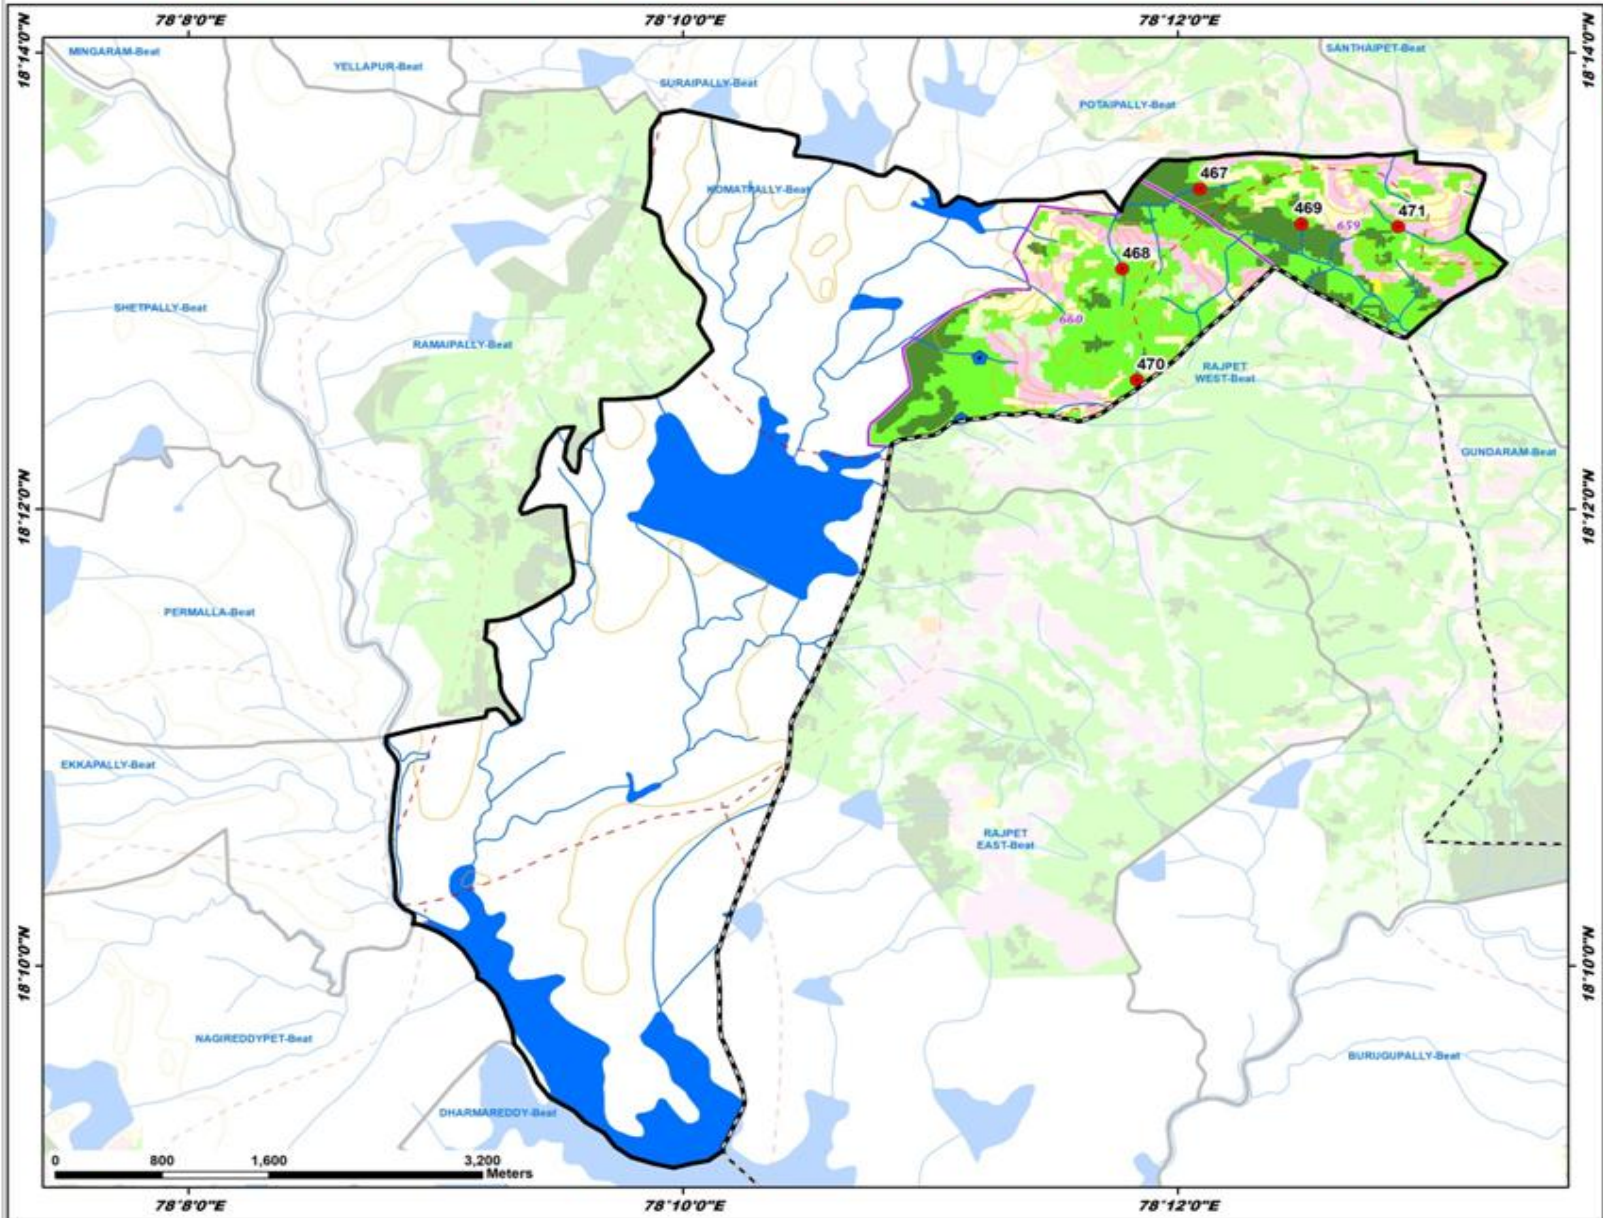 78°8'0"E
78°10'0"E
78°12'0"E
18°14'0"N
18°14'0"N
MINGARAM-Beat
YELLAPUR-Beat
SURAIPALLY-Beat
SANTHAIPET-Beat
POTAIPALLY-Beat
KOMATPALLY-Beat
467
469
659
471
468
SHETPALLY-Beat
660
RAMAIPALLY-Beat
470
RAJPET
WEST-Beat
GUNDARAM-Beat
18°12'0"N
18°12'0"N
PERMALLA-Beat
EKKAPALLY-Beat
RAJPET
EAST-Beat
18°10'0"N
18°10'0"N
NAGIREDDYPET-Beat
BURUGUPALLY-Beat
DHARMAREDDY-Beat
0
800
1,600
3,200
Meters
78°8'0"E
78°10'0"E
78°12'0"E